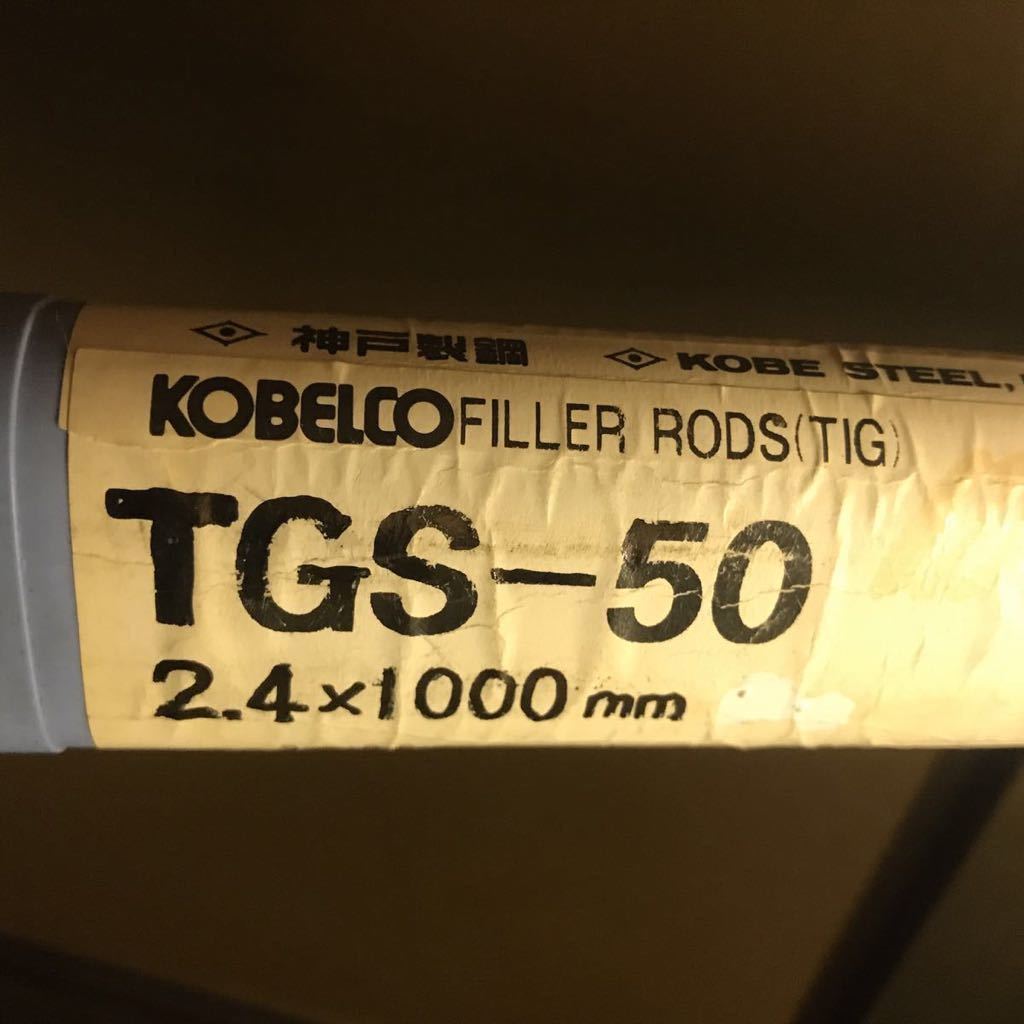 神戸製鋼 KOBE STEEL,
KOBELCO FILLER RODS(TIG)
TGS-50
2.4×1000mm